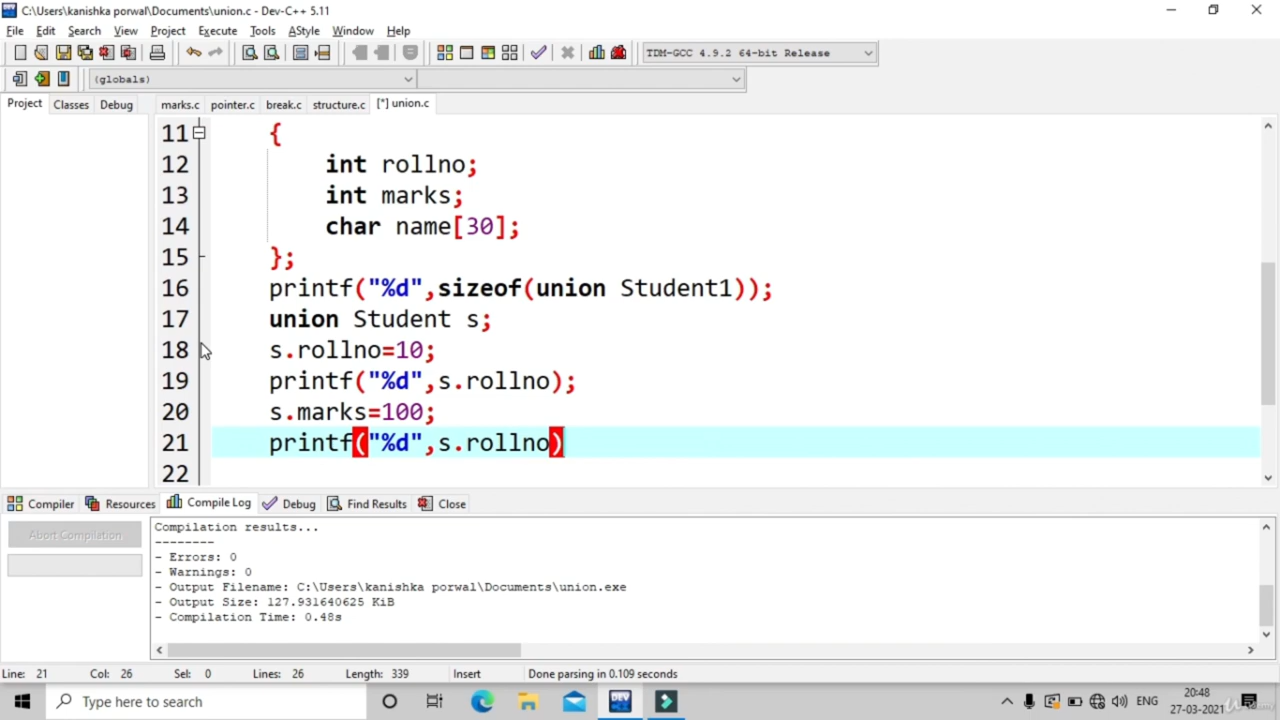 C:\Users\kanishka porwal\Documents\union.c - Dev-C++ 5.11
File Edit Search View Project Execute Tools AStyle Window Help
TDM-GCC 4.9.2 64-bit Release
(globals)
Project Classes Debug marks.c pointer.c break.c structure.c [*] union.c
11 {
12 int rollno;
13 int marks;
14 char name[30];
15 };
16 printf("%d",sizeof(union Student1));
17 union Student s;
18 s.rollno=10;
19 printf("%d",s.rollno);
20 s.marks=100;
21 printf("%d",s.rollno)
22
Compiler Resources Compile Log Debug Find Results Close
Abort Compilation
Compilation results...
--------
- Errors: 0
- Warnings: 0
- Output Filename: C:\Users\kanishka porwal\Documents\union.exe
- Output Size: 127.931640625 KiB
- Compilation Time: 0.48s
Line: 21 Col: 26 Sel: 0 Lines: 26 Length: 339 Insert Done parsing in 0.109 seconds
Type here to search
DEV
ENG
20:48
27-03-2021
Udemy